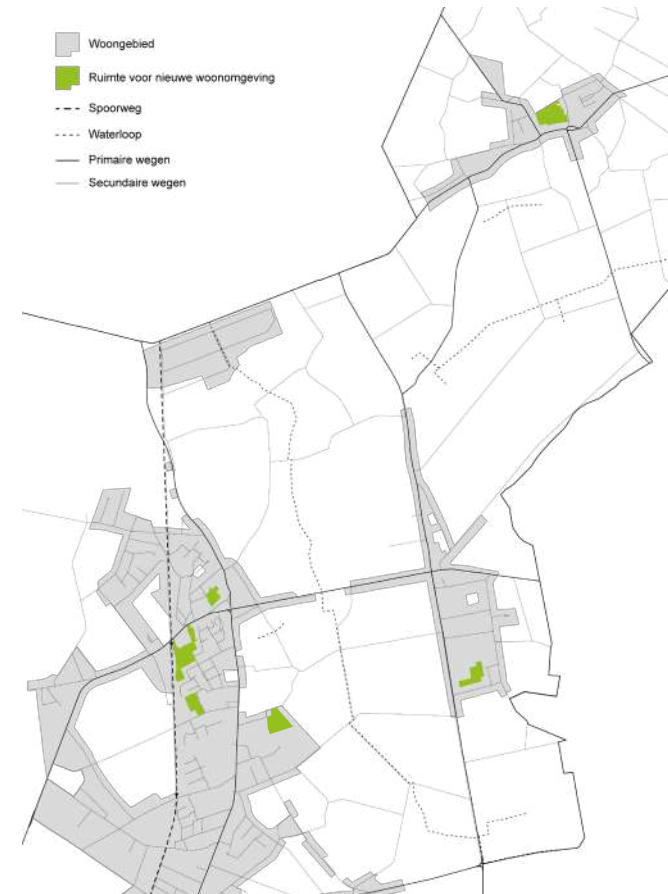 Woongebied
Ruimte voor nieuwe woonomgeving
Spoorweg
Waterloop
Primaire wegen
Secundaire wegen